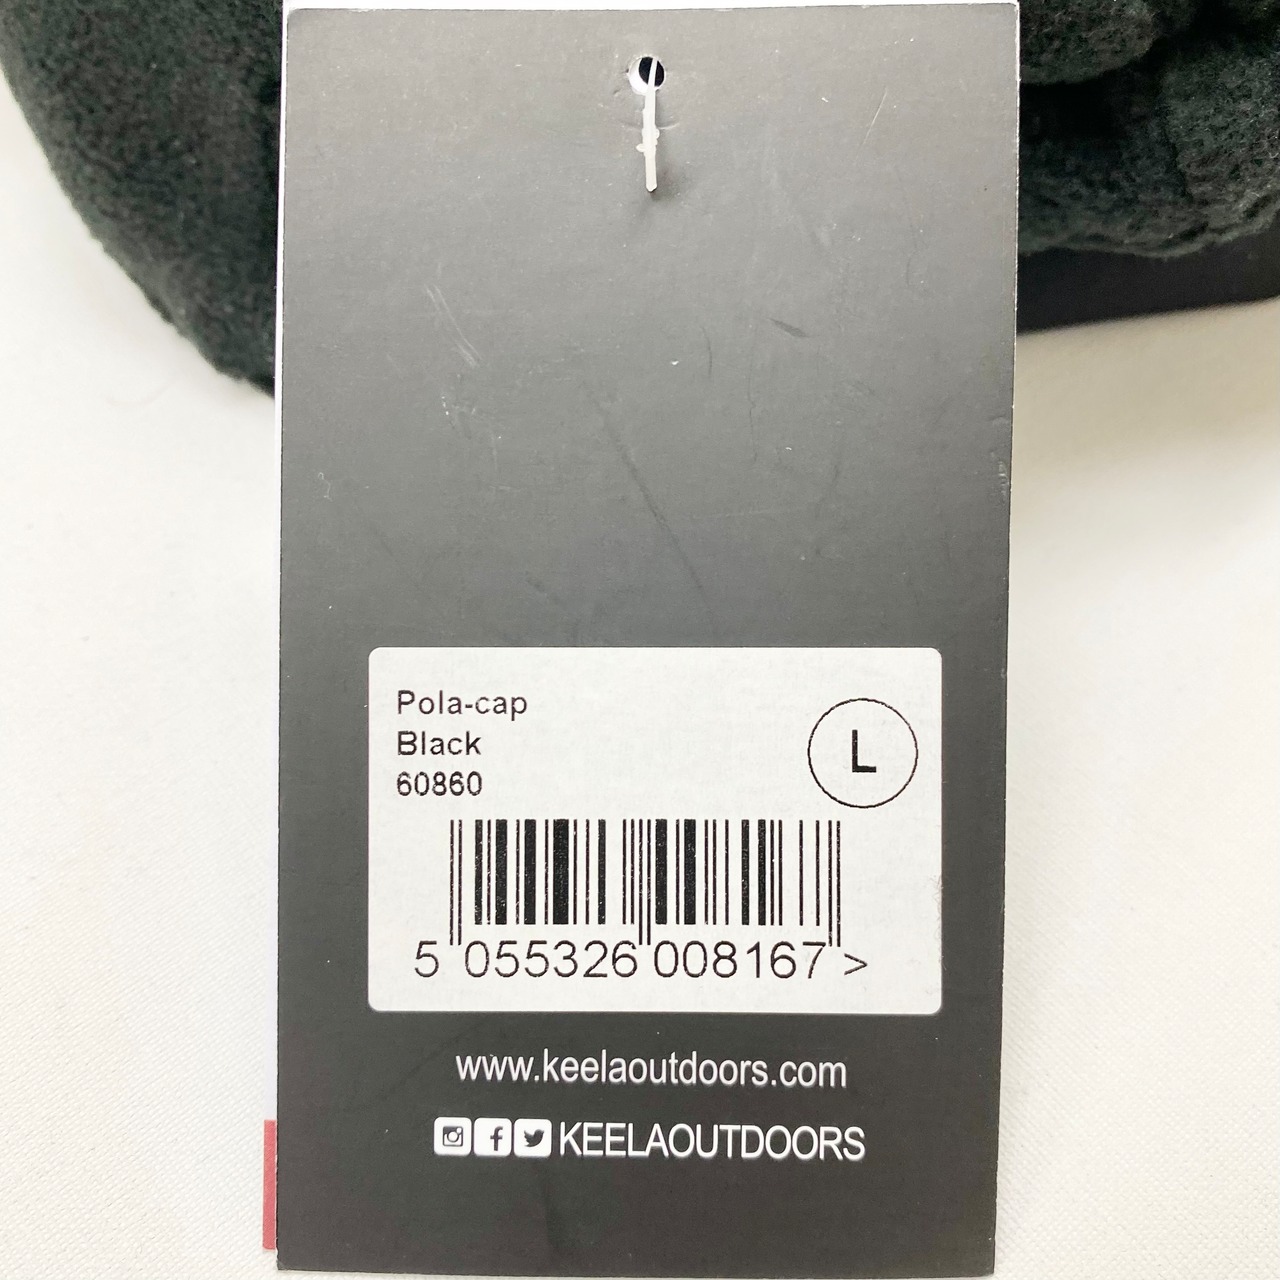 Pola-cap
Black
60860
L
5 055326 008167 >
www.keelaoutdoors.com
KEELAOUTDOORS